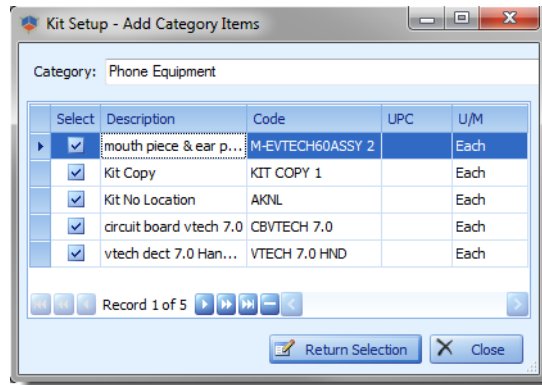 Kit Setup - Add Category Items
Category: Phone Equipment
Select Description Code UPC U/M
mouth piece & ear p... M-EVTECH60ASSY 2 Each
Kit Copy KIT COPY 1 Each
Kit No Location AKNL Each
circuit board vtech 7.0 CBVTECH 7.0 Each
vtech dect 7.0 Han... VTECH 7.0 HND Each
Record 1 of 5
Return Selection Close